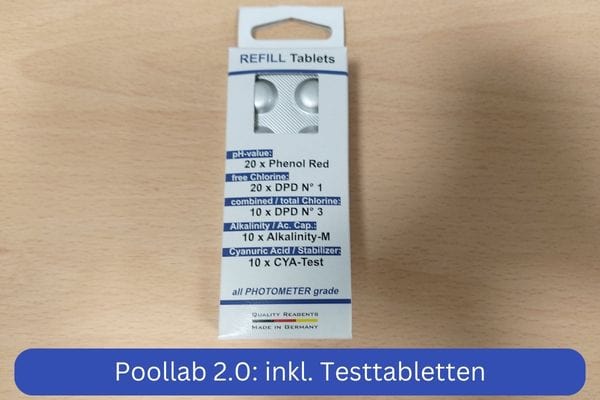 REFILL Tablets
pH-value:
20 x Phenol Red
free Chlorine:
20 x DPD N° 1
combined / total Chlorine:
10 x DPD N° 3
Alkalinity / Ac. Cap.:
10 x Alkalinity-M
Cyanuric Acid / Stabilizer:
10 x CYA-Test
all PHOTOMETER grade
QUALITY REAGENTS
MADE IN GERMANY
Poollab 2.0: inkl. Testtabletten